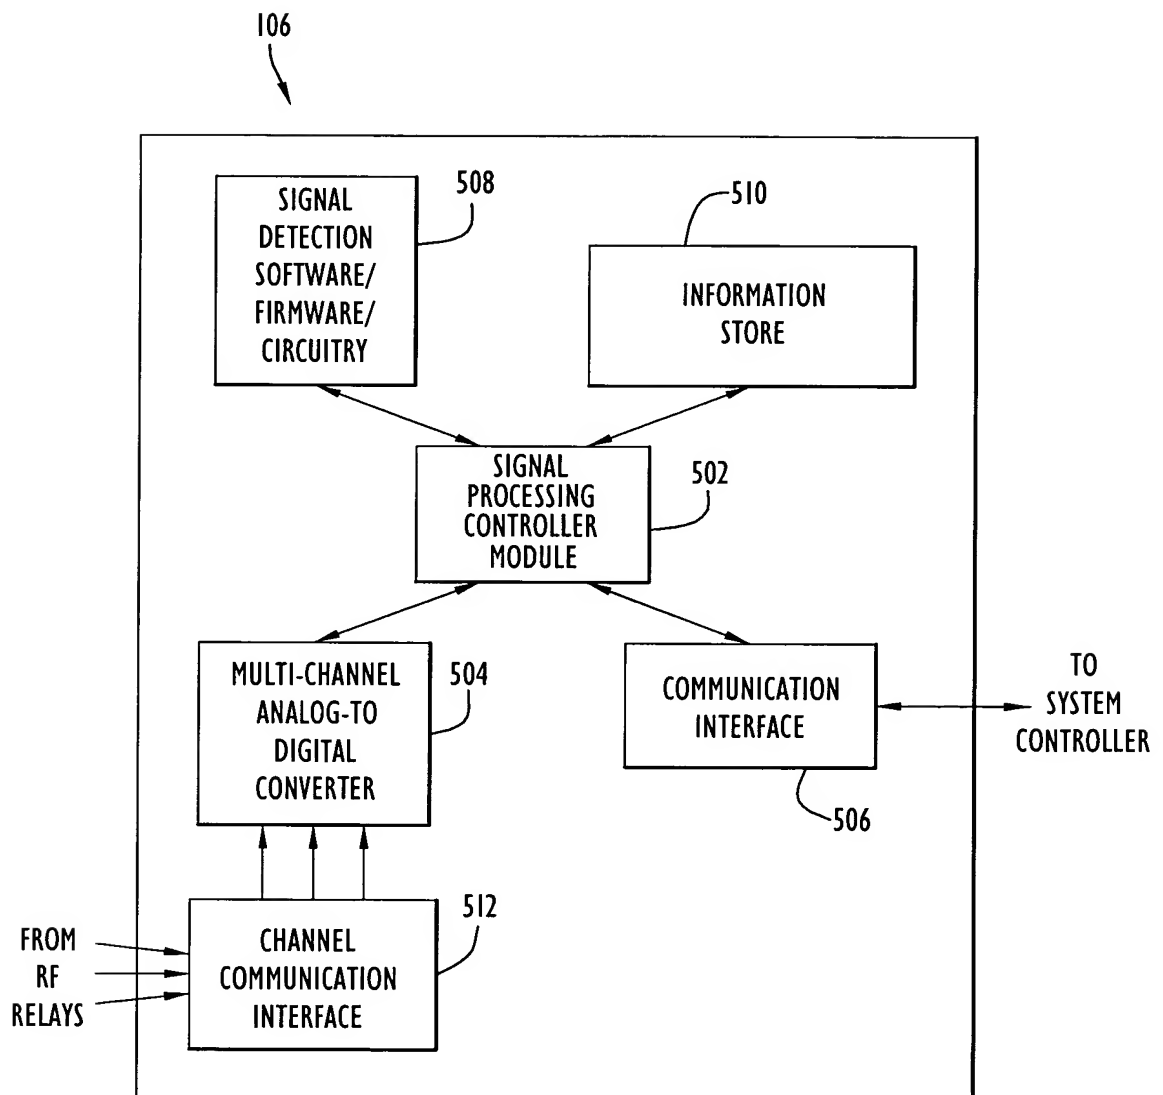 106
SIGNAL
DETECTION
SOFTWARE/
FIRMWARE/
CIRCUITRY
508
510
INFORMATION
STORE
SIGNAL
PROCESSING
CONTROLLER
MODULE
502
MULTI-CHANNEL
ANALOG-TO
DIGITAL
CONVERTER
504
COMMUNICATION
INTERFACE
506
TO
SYSTEM
CONTROLLER
FROM
RF
RELAYS
CHANNEL
COMMUNICATION
INTERFACE
512